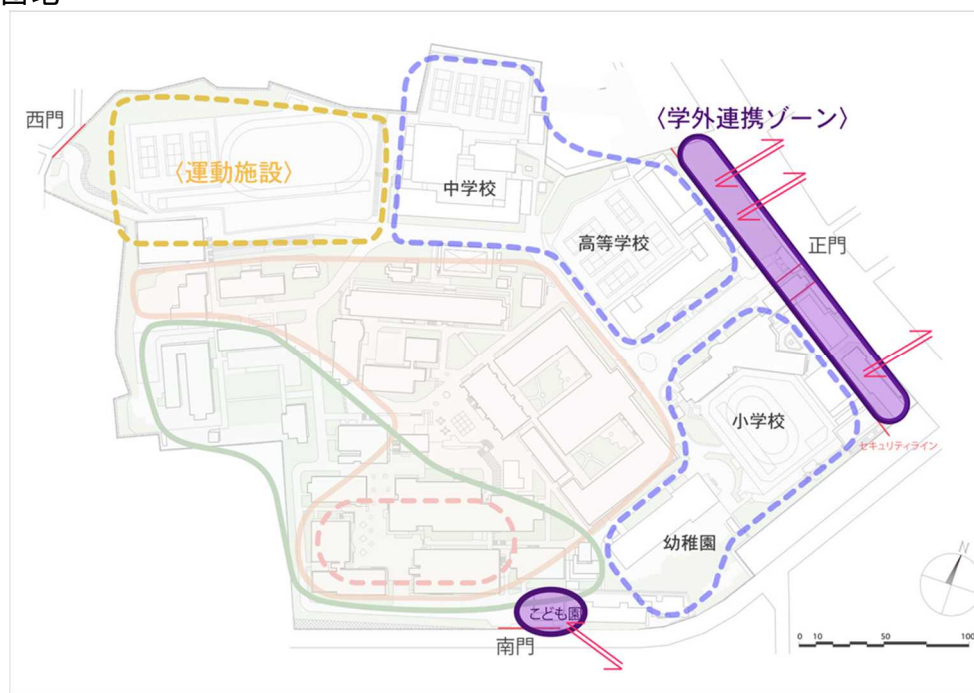 西門
〈運動施設〉
中学校
〈学外連携ゾーン〉
高等学校
正門
小学校
セキュリティライン
幼稚園
こども園
南門
N
0 10 50 100